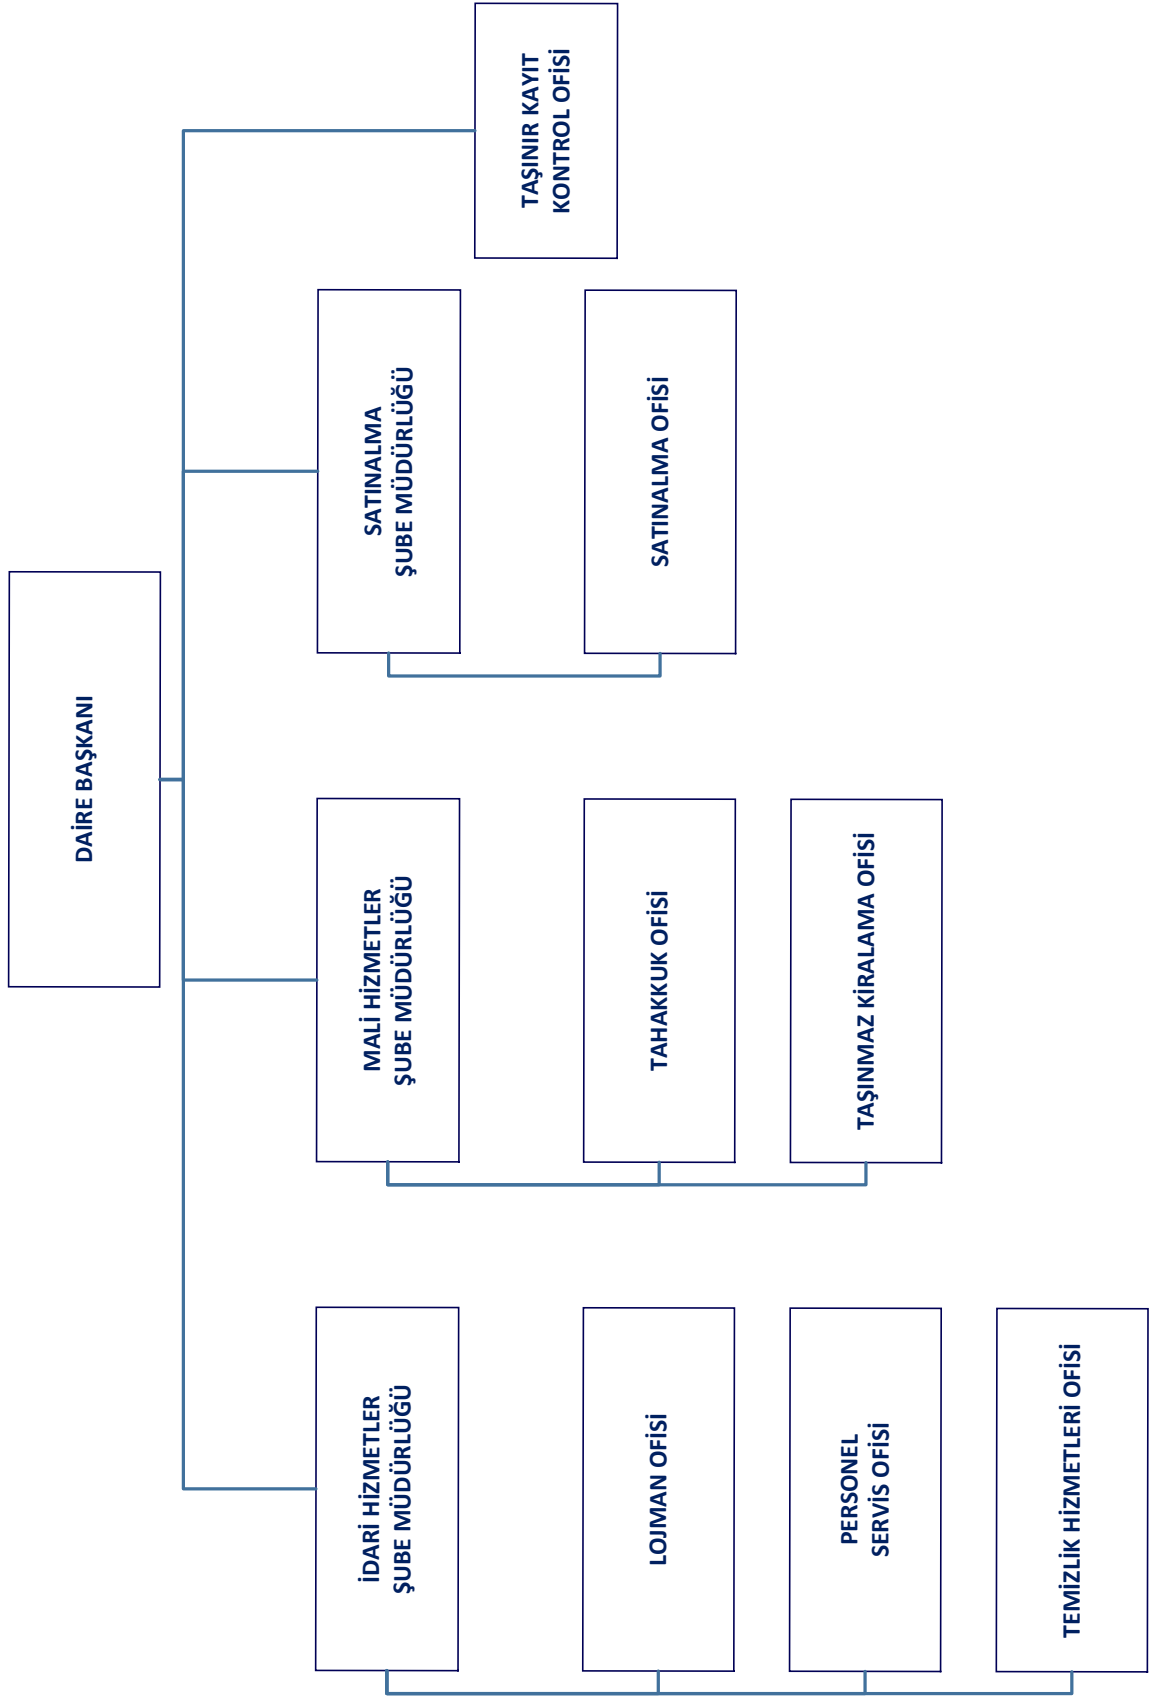 DAİRE BAŞKANI
İDARİ HİZMETLER
ŞUBE MÜDÜRLÜĞÜ
MALİ HİZMETLER
ŞUBE MÜDÜRLÜĞÜ
SATINALMA
ŞUBE MÜDÜRLÜĞÜ
TAŞINIR KAYIT
KONTROL OFİSİ
LOJMAN OFİSİ
TAHAKKUK OFİSİ
SATINALMA OFİSİ
PERSONEL
SERVİS OFİSİ
TAŞINMAZ KİRALAMA OFİSİ
TEMİZLİK HİZMETLERİ OFİSİ